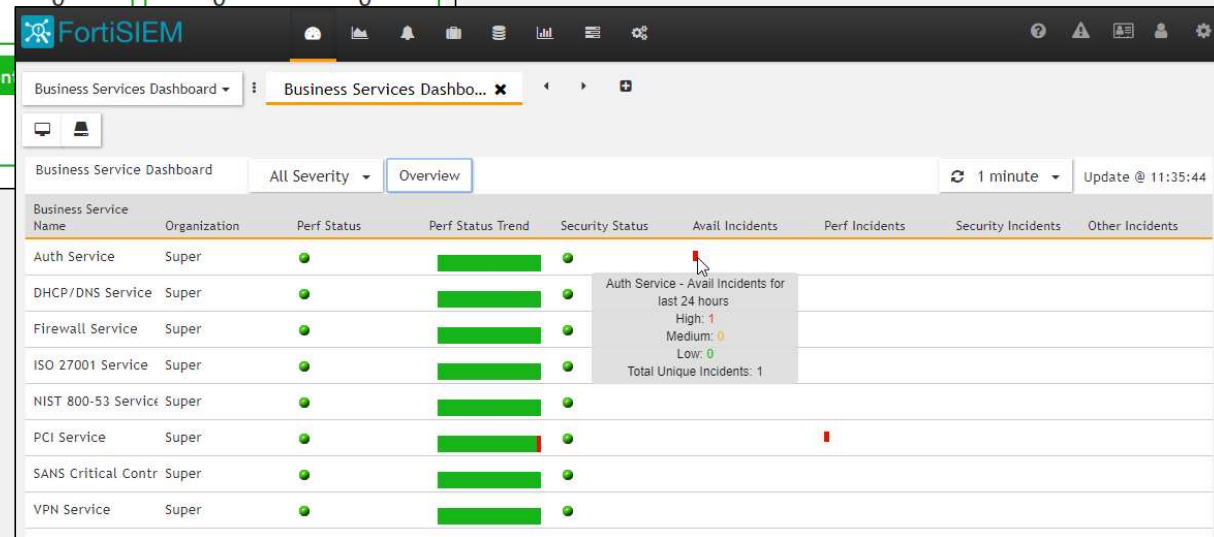 FortiSIEM
Business Services Dashboard
Business Services Dashbo...
Business Service Dashboard
All Severity
Overview
1 minute
Update @ 11:35:44
Business Service Name
Organization
Perf Status
Perf Status Trend
Security Status
Avail Incidents
Perf Incidents
Security Incidents
Other Incidents
Auth Service Super
DHCP/DNS Service Super
Firewall Service Super
ISO 27001 Service Super
NIST 800-53 Service Super
PCI Service Super
SANS Critical Contr Super
VPN Service Super
Auth Service - Avail Incidents for
last 24 hours
High: 1
Medium: 0
Low: 0
Total Unique Incidents: 1